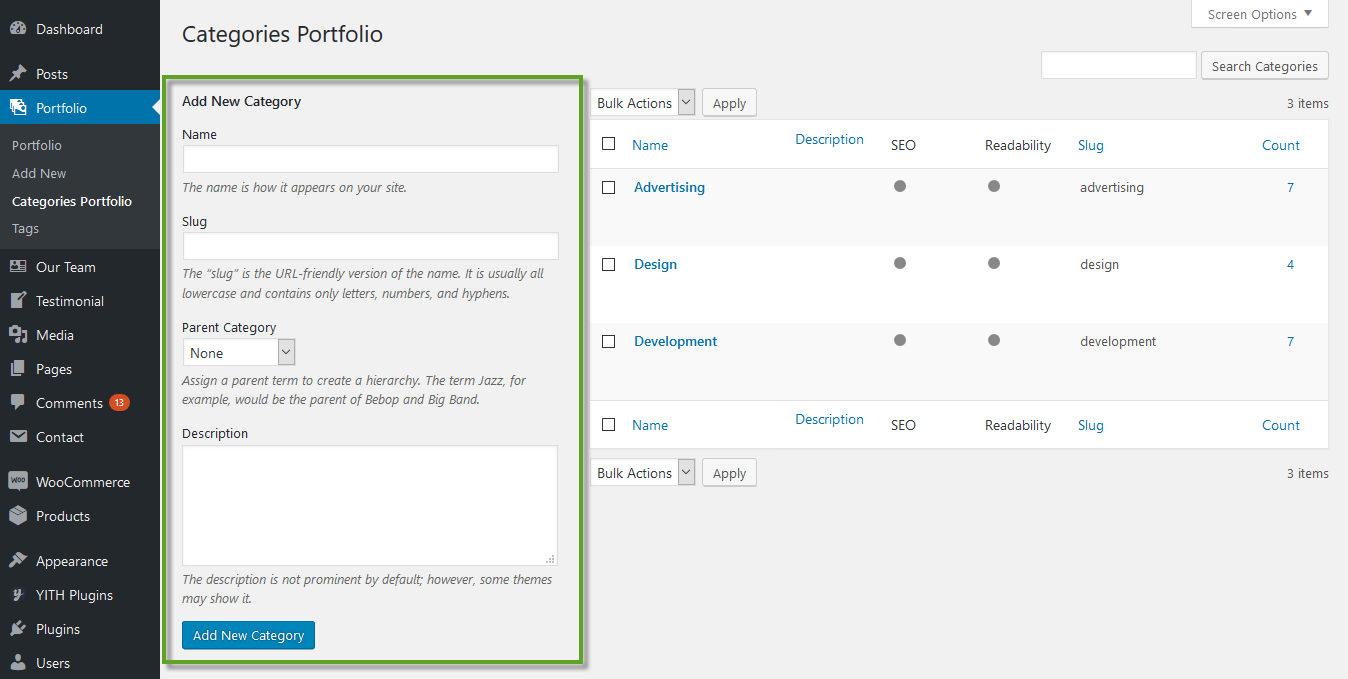 Dashboard
Posts
Portfolio
Portfolio
Add New
Categories Portfolio
Tags
Our Team
Testimonial
Media
Pages
Comments 13
Contact
WooCommerce
Products
Appearance
YITH Plugins
Plugins
Users
Screen Options
Categories Portfolio
Search Categories
Add New Category
Name
The name is how it appears on your site.
Slug
The “slug” is the URL-friendly version of the name. It is usually all
lowercase and contains only letters, numbers, and hyphens.
Parent Category
None
Assign a parent term to create a hierarchy. The term Jazz, for
example, would be the parent of Bebop and Big Band.
Description
The description is not prominent by default; however, some themes
may show it.
Add New Category
Bulk Actions Apply 3 items
Name Description SEO Readability Slug Count
Advertising advertising 7
Design design 4
Development development 7
Name Description SEO Readability Slug Count
Bulk Actions Apply 3 items